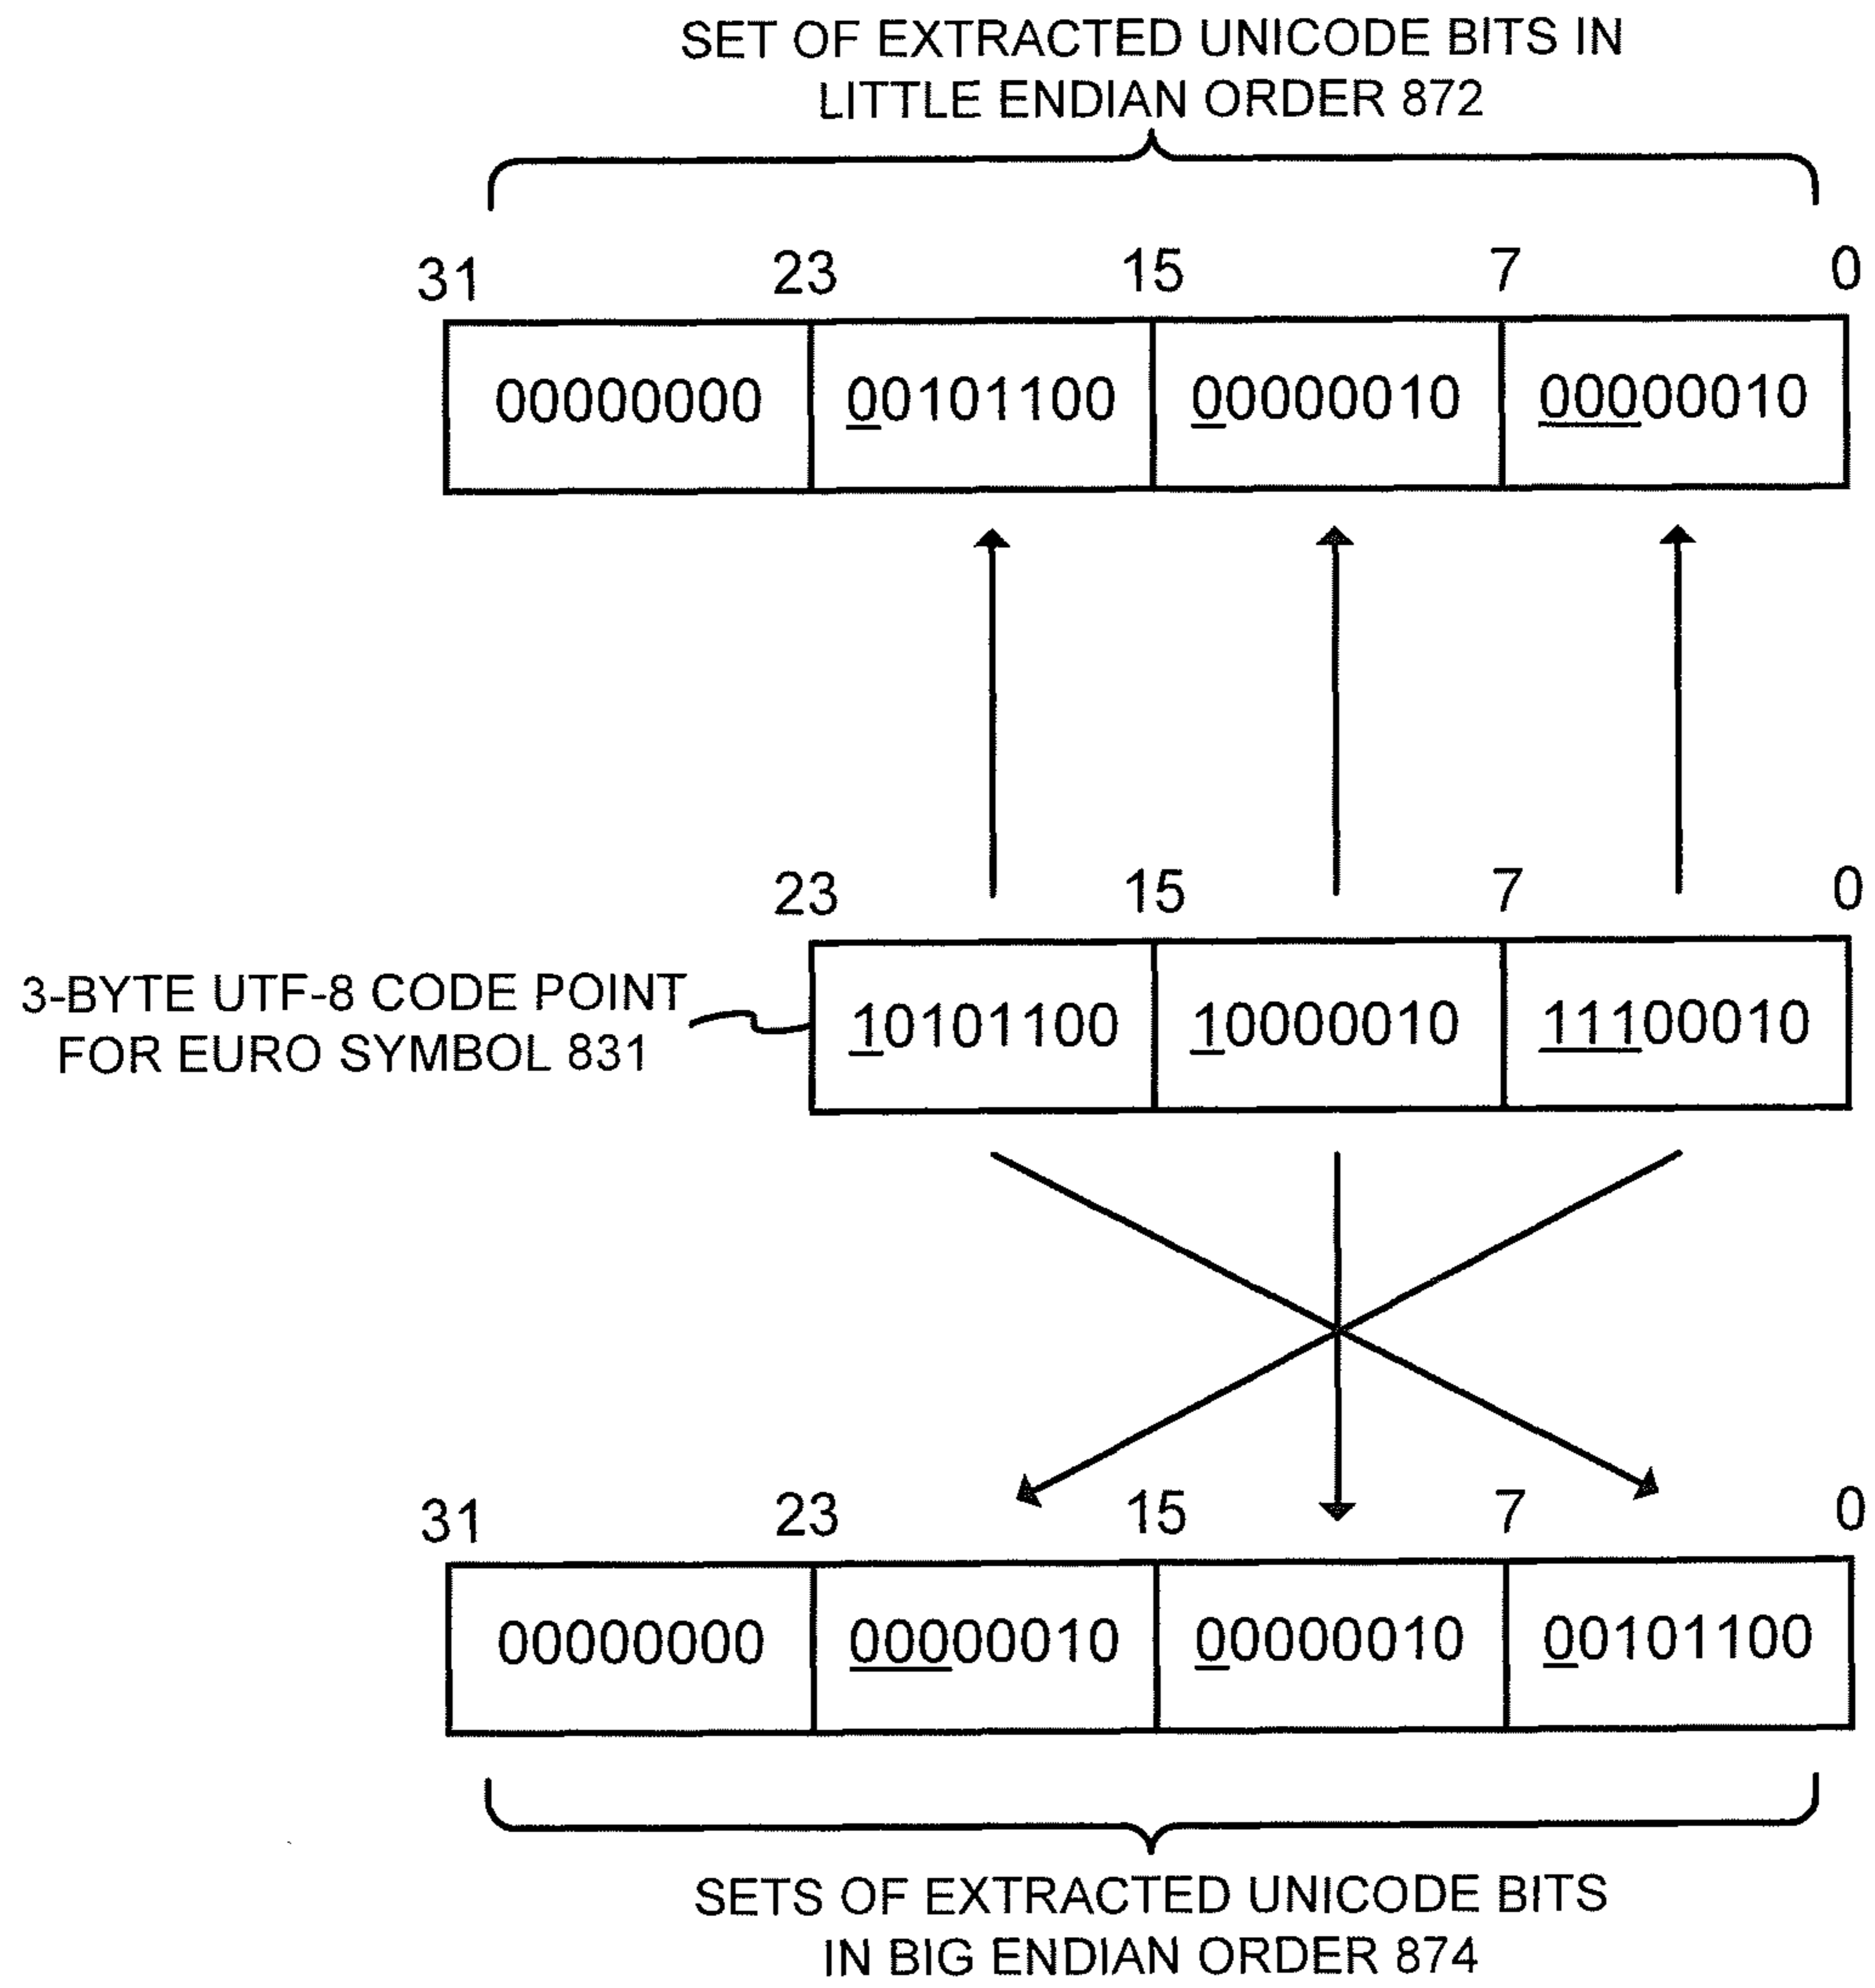 SET OF EXTRACTED UNICODE BITS IN
LITTLE ENDIAN ORDER 872
31 23 15 7 0
00000000 00101100 00000010 00000010
23 15 7 0
3-BYTE UTF-8 CODE POINT
FOR EURO SYMBOL 831
10101100 10000010 11100010
31 23 15 7 0
00000000 00000010 00000010 00101100
SETS OF EXTRACTED UNICODE BITS
IN BIG ENDIAN ORDER 874